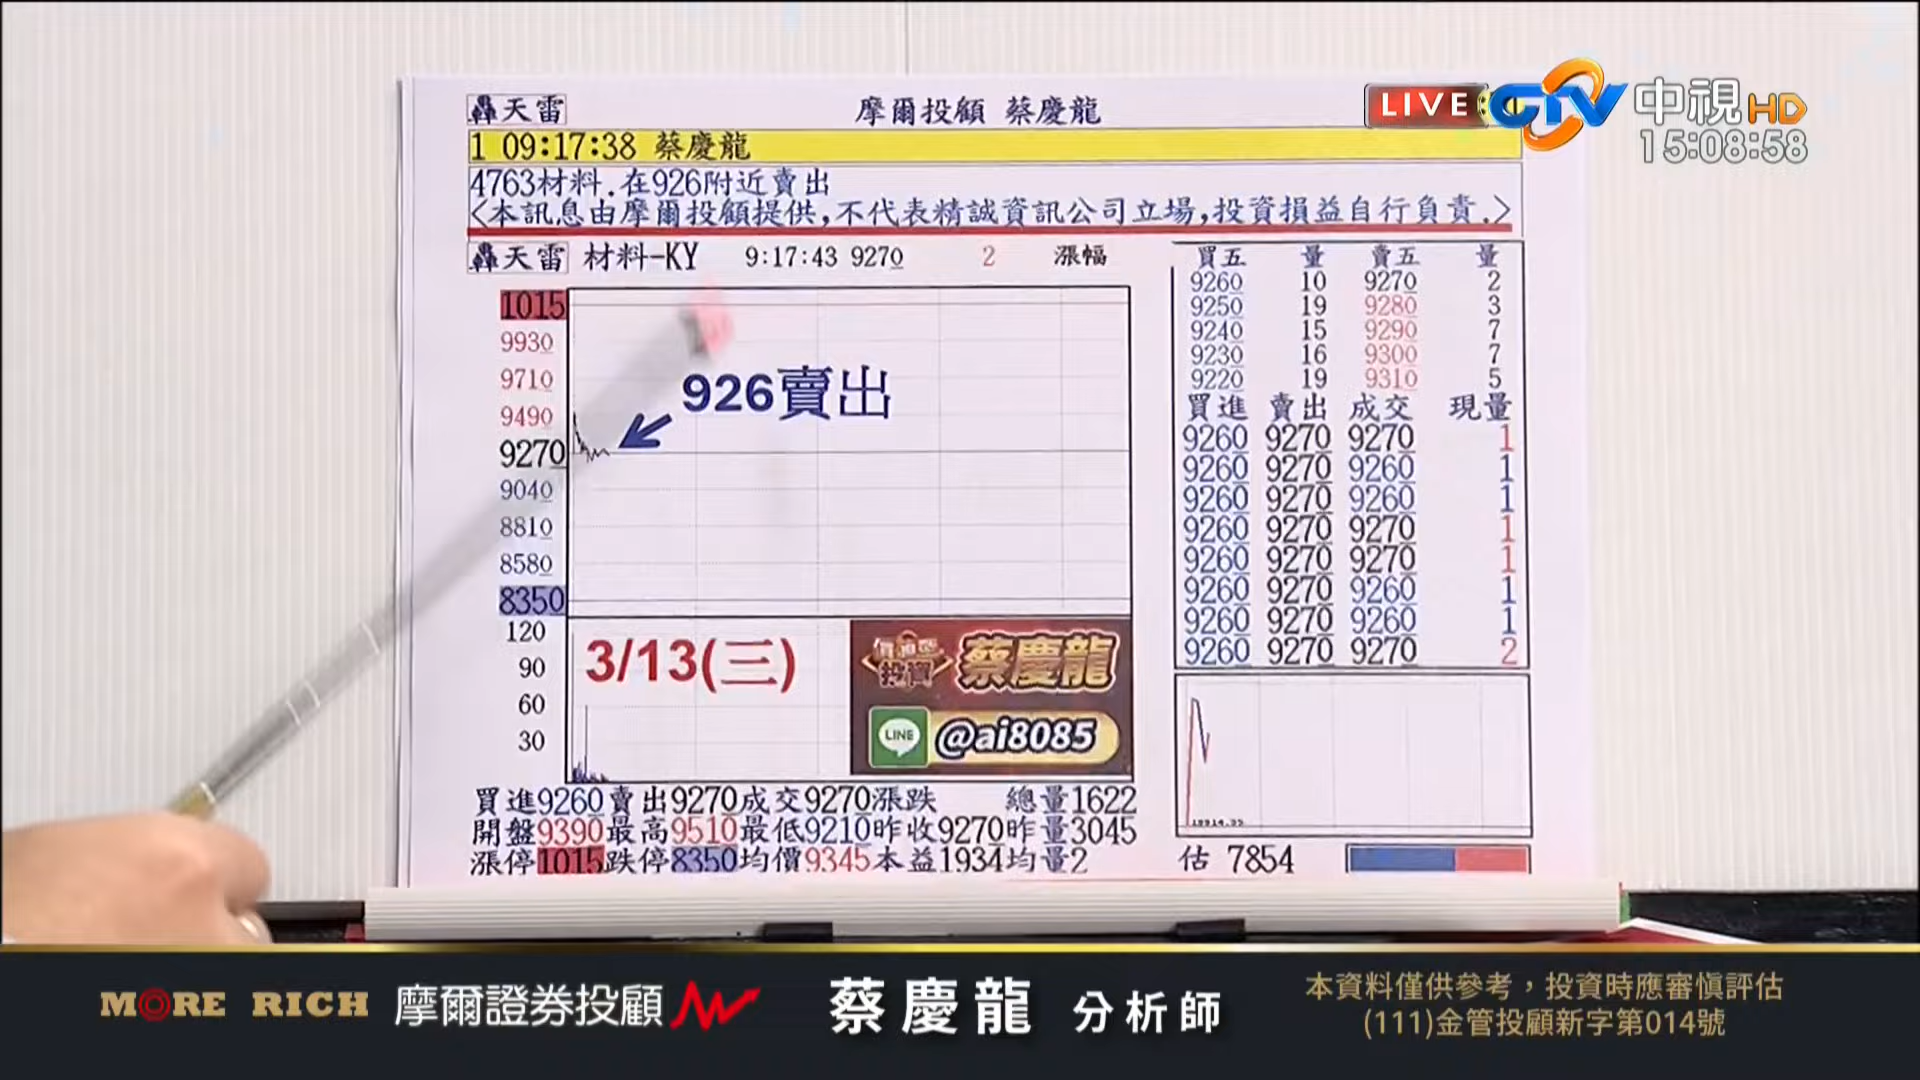 轟天雷 摩爾投顧 蔡慶龍
LIVE CTV 中視HD
15:08:58
1 09:17:38 蔡慶龍
4763材料.在926附近賣出
<本訊息由摩爾投顧提供,不代表精誠資訊公司立場,投資損益自行負責.>
轟天雷 材料-KY 9:17:43 9270 2 漲幅
1015
9930
9710
9490
9270
9040
8810
8580
8350
120
90
60
30
926賣出
3/13(三)
投資 蔡慶龍
LINE @ai8085
買五 量 賣五 量
9260 10 9270 2
9250 19 9280 3
9240 15 9290 7
9230 16 9300 7
9220 19 9310 5
買進 賣出 成交 現量
9260 9270 9270 1
9260 9270 9260 1
9260 9270 9260 1
9260 9270 9270 1
9260 9270 9270 1
9260 9270 9260 1
9260 9270 9260 1
9260 9270 9270 2
買進9260賣出9270成交9270漲跌 總量1622
開盤9390最高9510最低9210昨收9270昨量3045
漲停1015跌停8350均價9345本益1934均量2
估 7854
MORE RICH 摩爾證券投顧 蔡慶龍 分析師
本資料僅供參考，投資時應審慎評估
(111)金管投顧新字第014號